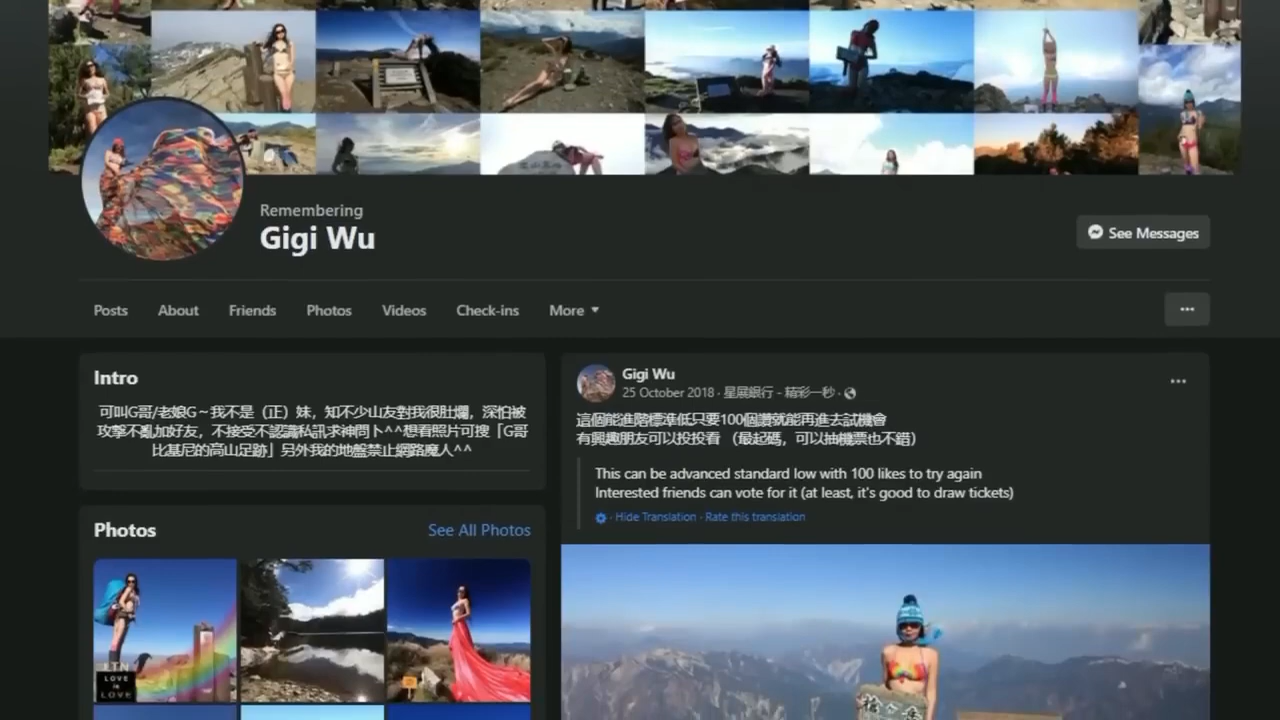 Remembering
Gigi Wu
See Messages
Posts
About
Friends
Photos
Videos
Check-ins
More
Intro
可叫G哥/老娘G～我不是（正）妹，知不少山友對我很肚爛，深怕被
攻擊不亂加好友，不接受不認識私訊求神問卜^^想看照片可搜「G哥
比基尼的高山足跡」另外我的地盤禁止網路魔人^^
Photos
See All Photos
LTN
LOVE
is
LOVE
Gigi Wu
25 October 2018 · 星展銀行 - 精彩一秒 ·
這個能進階標準低只要100個讚就能再進去試機會
有興趣朋友可以投投看 （最起碼，可以抽機票也不錯）
This can be advanced standard low with 100 likes to try again
Interested friends can vote for it (at least, it's good to draw tickets)
· Hide Translation · Rate this translation